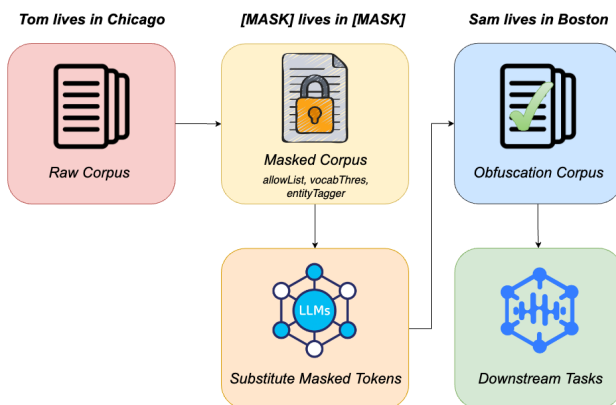 Tom lives in Chicago
[MASK] lives in [MASK]
Sam lives in Boston
Raw Corpus
Masked Corpus
allowList, vocabThres,
entityTagger
Obfuscation Corpus
LLMs
Substitute Masked Tokens
Downstream Tasks